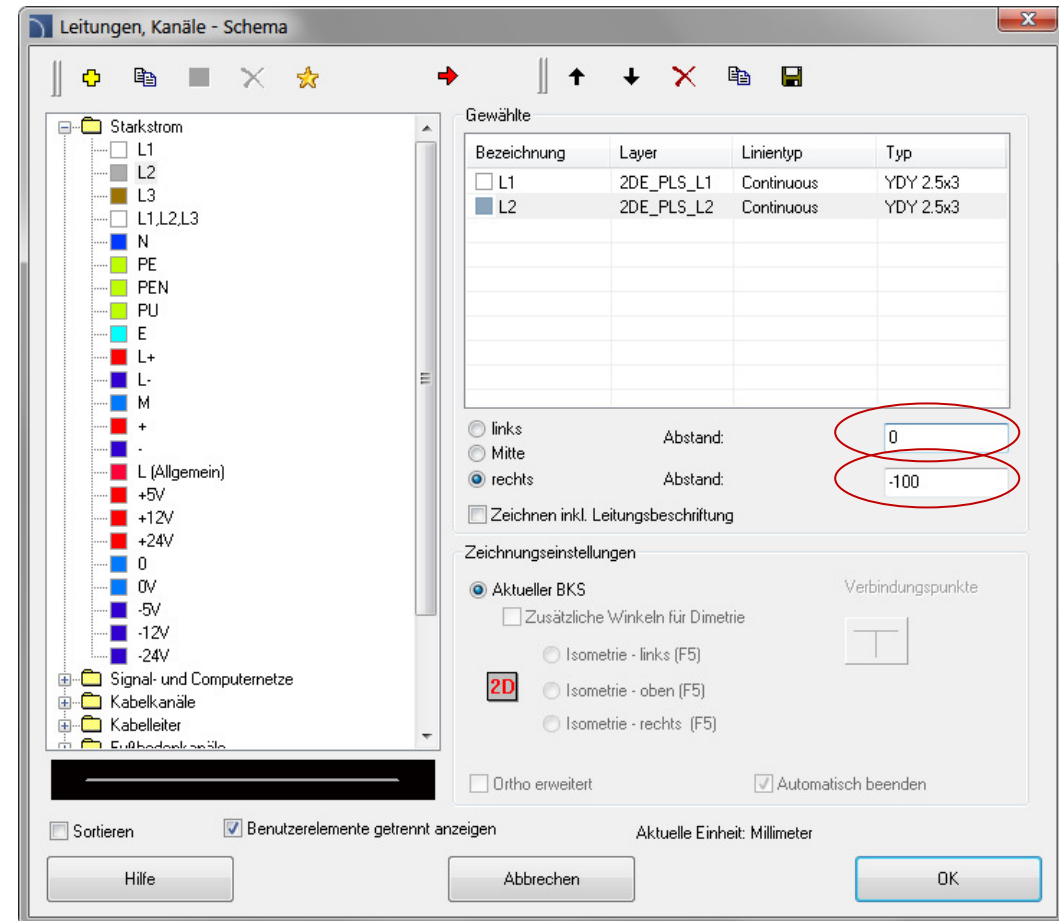 Leitungen, Kanäle - Schema
Starkstrom
L1
L2
L3
L1,L2,L3
N
PE
PEN
PU
E
L+
L-
M
+
-
L (Allgemein)
+5V
+12V
+24V
0
0V
-5V
-12V
-24V
Signal- und Computernetze
Kabelkanäle
Kabelleiter
Fußbodenkanäle
Gewählte
Bezeichnung Layer Linientyp Typ
L1 2DE_PLS_L1 Continuous YDY 2.5x3
L2 2DE_PLS_L2 Continuous YDY 2.5x3
links
Abstand: 0
Mitte
rechts Abstand: -100
Zeichnen inkl. Leitungsbeschriftung
Zeichnungseinstellungen
Aktueller BKS Verbindungspunkte
Zusätzliche Winkeln für Dimetrie
Isometrie - links (F5)
2D Isometrie - oben (F5)
Isometrie - rechts (F5)
Ortho erweitert Automatisch beenden
Sortieren Benutzerelemente getrennt anzeigen Aktuelle Einheit: Millimeter
Hilfe Abbrechen OK